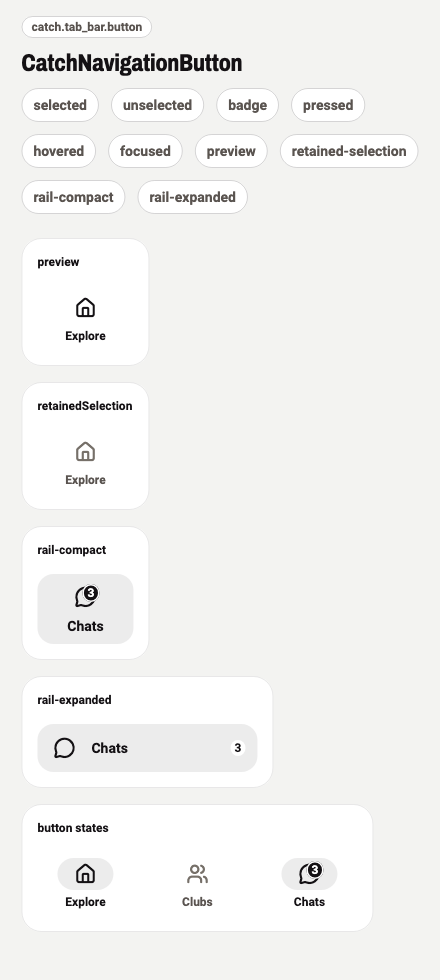 catch.tab_bar.button
CatchNavigationButton
selected unselected badge pressed
hovered focused preview retained-selection
rail-compact rail-expanded
preview
Explore
retainedSelection
Explore
rail-compact
3
Chats
rail-expanded
Chats 3
button states
3
Explore Clubs Chats